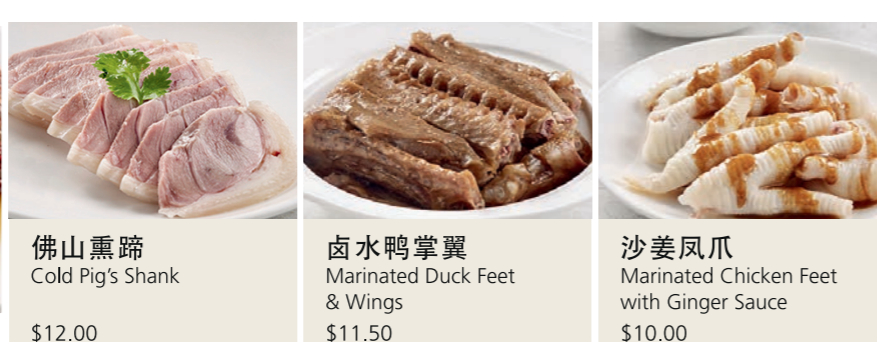 佛山熏蹄
Cold Pig's Shank
$12.00
卤水鸭掌翼
Marinated Duck Feet
& Wings
$11.50
沙姜凤爪
Marinated Chicken Feet
with Ginger Sauce
$10.00